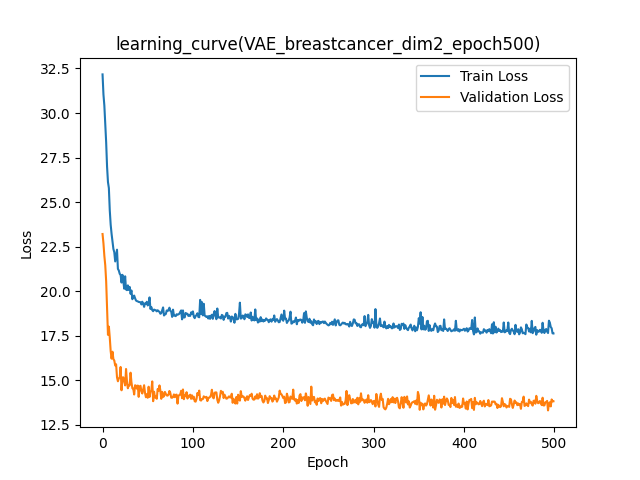 learning_curve(VAE_breastcancer_dim2_epoch500)
32.5
30.0
27.5
25.0
22.5
20.0
17.5
15.0
12.5
Loss
Train Loss
Validation Loss
0 100 200 300 400 500
Epoch